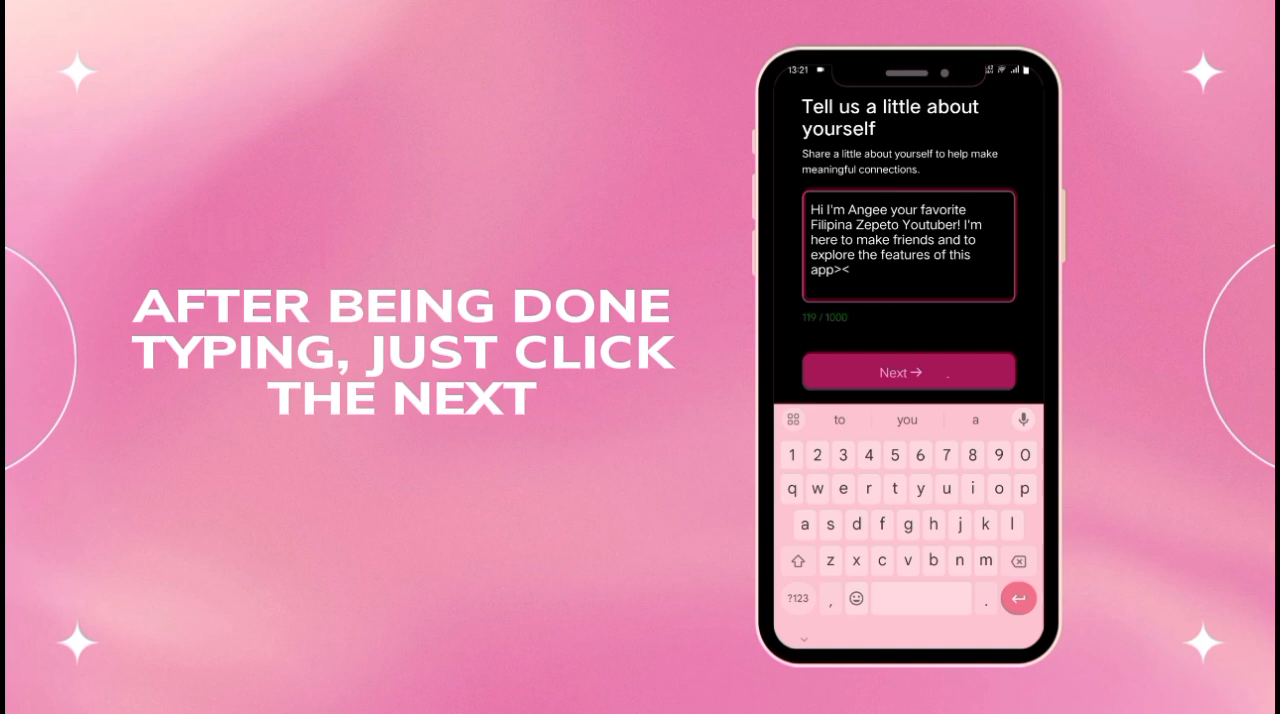 AFTER BEING DONE
TYPING, JUST CLICK
THE NEXT
13:21
Tell us a little about
yourself
Share a little about yourself to help make
meaningful connections.
Hi I'm Angee your favorite
Filipina Zepeto Youtuber! I'm
here to make friends and to
explore the features of this
app><
119 / 1000
Next →
to you a
1 2 3 4 5 6 7 8 9 0
q w e r t y u i o p
a s d f g h j k l
z x c v b n m
?123 , .